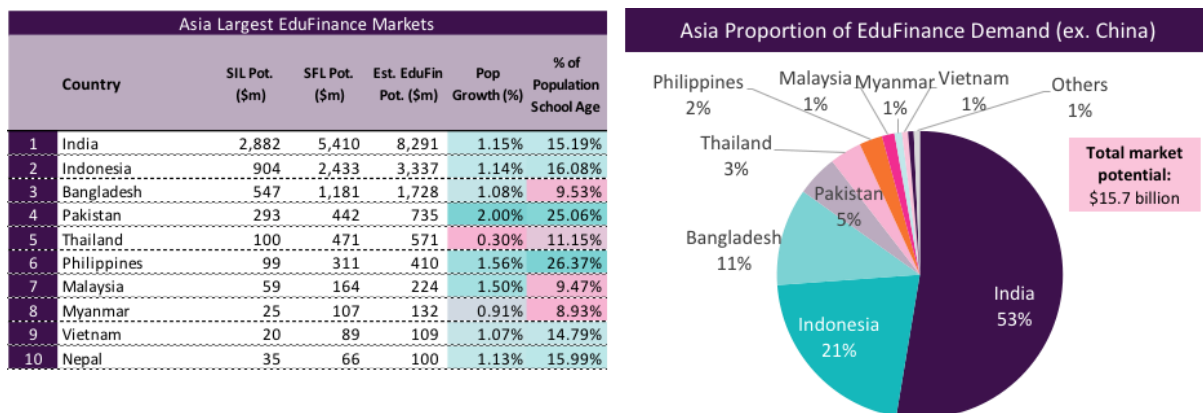 Asia Largest EduFinance Markets
Country
SIL Pot.
($m)
SFL Pot.
($m)
Est. EduFin
Pot. ($m)
Pop
Growth (%)
% of
Population
School Age
1 India 2,882 5,410 8,291 1.15% 15.19%
2 Indonesia 904 2,433 3,337 1.14% 16.08%
3 Bangladesh 547 1,181 1,728 1.08% 9.53%
4 Pakistan 293 442 735 2.00% 25.06%
5 Thailand 100 471 571 0.30% 11.15%
6 Philippines 99 311 410 1.56% 26.37%
7 Malaysia 59 164 224 1.50% 9.47%
8 Myanmar 25 107 132 0.91% 8.93%
9 Vietnam 20 89 109 1.07% 14.79%
10 Nepal 35 66 100 1.13% 15.99%
Asia Proportion of EduFinance Demand (ex. China)
Philippines
2%
Malaysia
1%
Myanmar
1%
Vietnam
1%
Others
1%
Thailand
3%
Pakistan
5%
Bangladesh
11%
Indonesia
21%
India
53%
Total market
potential:
$15.7 billion